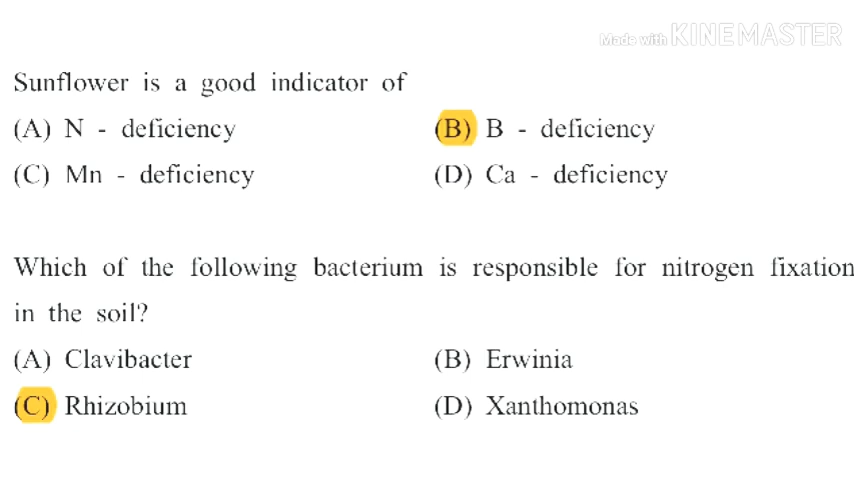 Made with KINEMASTER
Sunflower is a good indicator of
(A) N - deficiency (B) B - deficiency
(C) Mn - deficiency (D) Ca - deficiency
Which of the following bacterium is responsible for nitrogen fixation
in the soil?
(A) Clavibacter (B) Erwinia
(C) Rhizobium (D) Xanthomonas